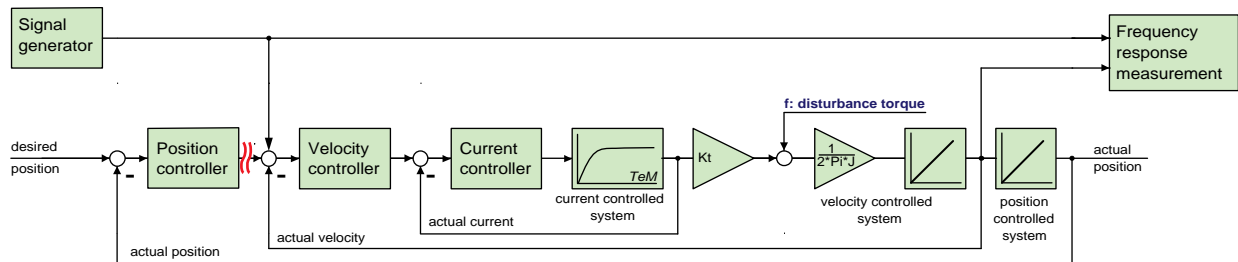 Signal
generator
Frequency
response
measurement
f: disturbance torque
desired
position
-
Position
controller
-
Velocity
controller
-
Current
controller
TeM
current controlled
system
Kt
1
2*Pi*J
velocity controlled
system
position
controlled
system
actual
position
actual current
actual velocity
actual position